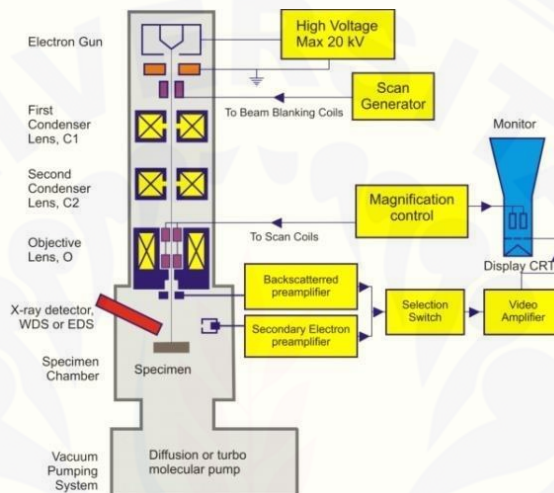 Electron Gun
High Voltage
Max 20 kV
Scan
Generator
To Beam Blanking Coils
First
Condenser
Lens, C1
Monitor
Second
Condenser
Lens, C2
Magnification
control
Objective
Lens, O
To Scan Coils
Display CRT
Backscatterred
preamplifier
X-ray detector,
WDS or EDS
Selection
Switch
Video
Amplifier
Secondary Electron
preamplifier
Specimen
Chamber
Specimen
Vacuum
Pumping
System
Diffusion or turbo
molecular pump